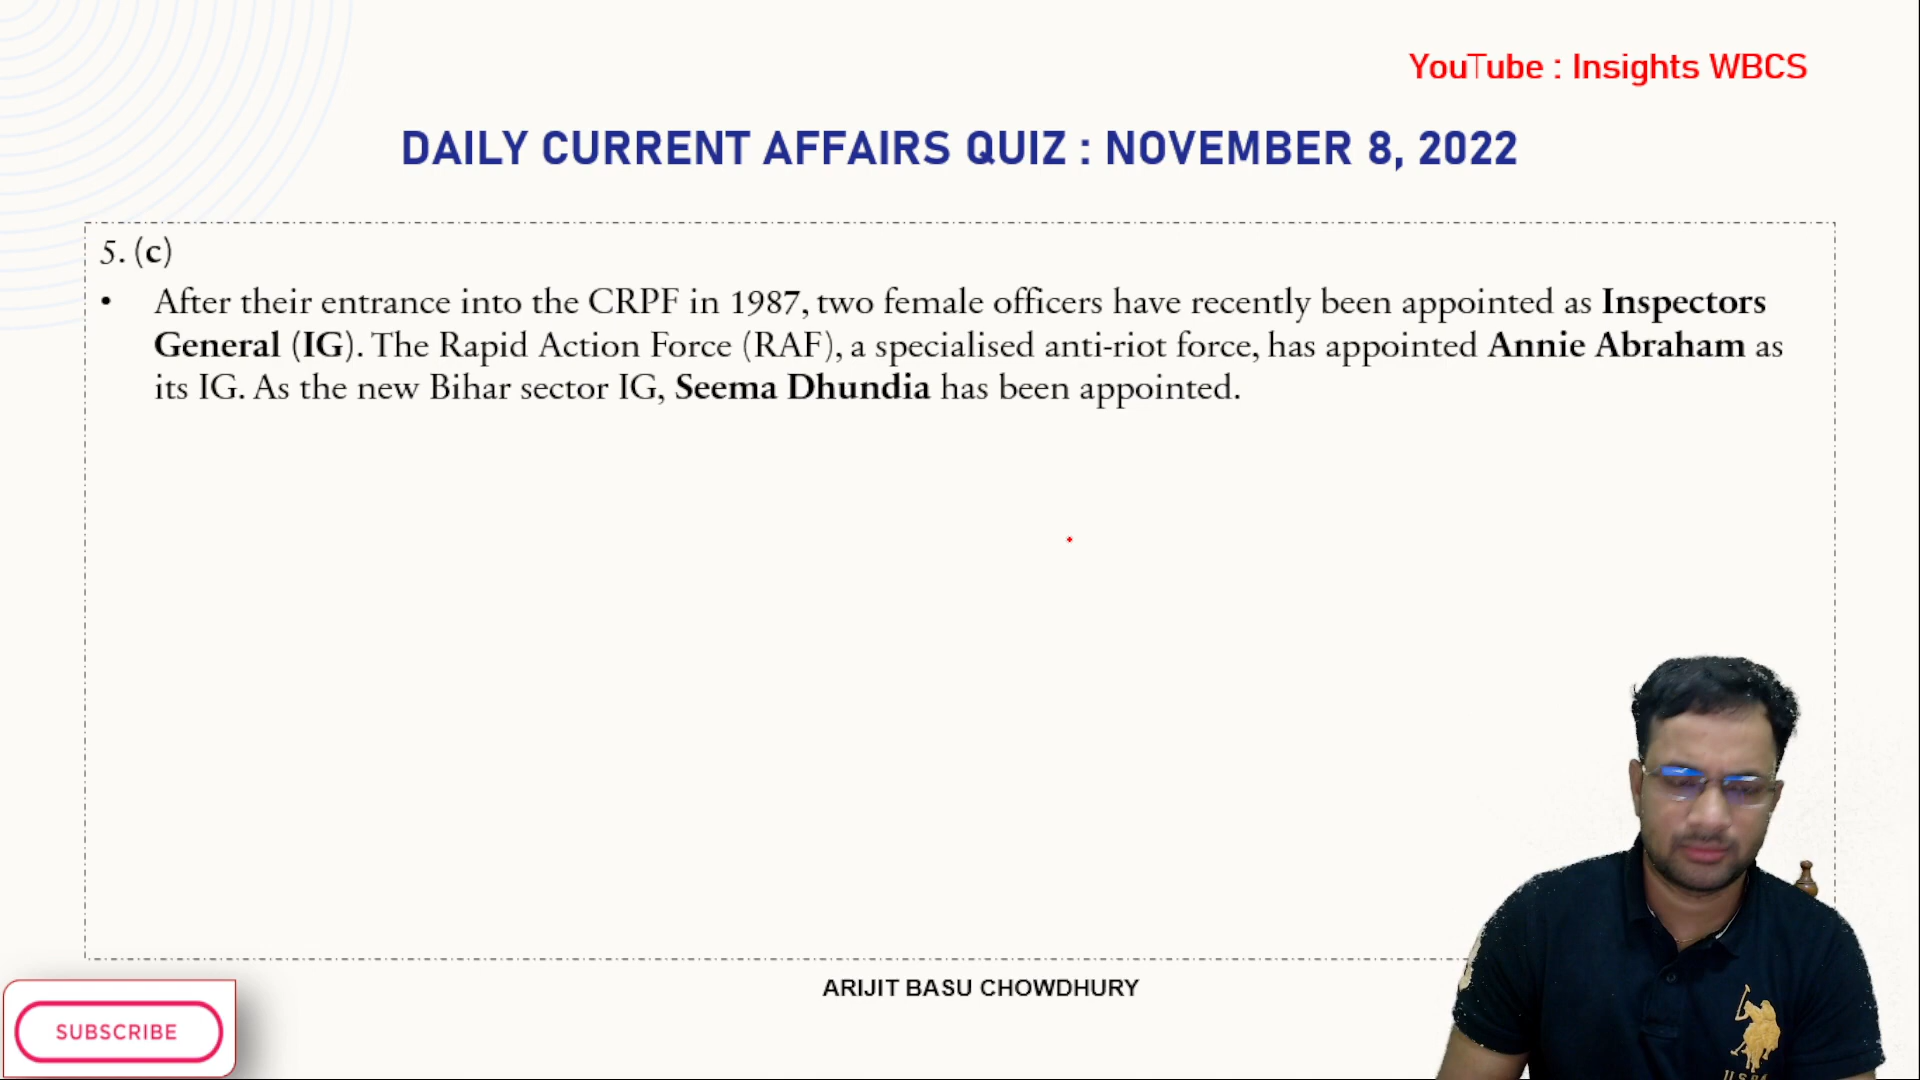 YouTube : Insights WBCS
DAILY CURRENT AFFAIRS QUIZ : NOVEMBER 8, 2022
5. (c)
• After their entrance into the CRPF in 1987, two female officers have recently been appointed as Inspectors
General (IG). The Rapid Action Force (RAF), a specialised anti-riot force, has appointed Annie Abraham as
its IG. As the new Bihar sector IG, Seema Dhundia has been appointed.
ARIJIT BASU CHOWDHURY
SUBSCRIBE